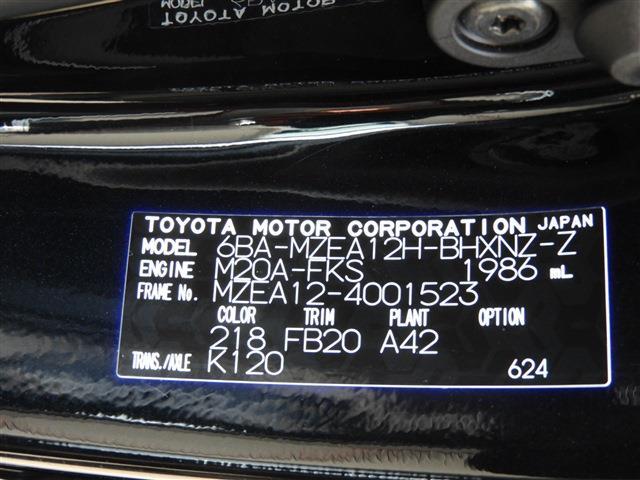 TOYOTA MOTOR CORPORATION JAPAN
MODEL 6BA-MZEA12H-BHXNZ-Z
ENGINE M20A-FKS 1986 mL
FRAME No. MZEA12-4001523
COLOR TRIM PLANT OPTION
218 FB20 A42
TRANS./AXLE K120 624